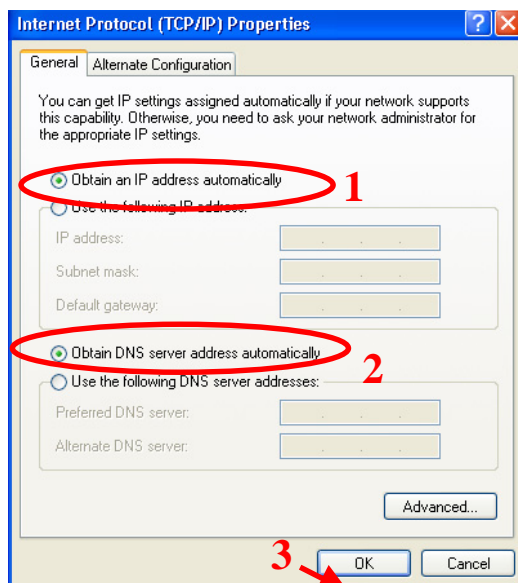 Internet Protocol (TCP/IP) Properties
General
Alternate Configuration
You can get IP settings assigned automatically if your network supports
this capability. Otherwise, you need to ask your network administrator for
the appropriate IP settings.
Obtain an IP address automatically
1
Use the following IP address:
IP address:
Subnet mask:
Default gateway:
Obtain DNS server address automatically
2
Use the following DNS server addresses:
Preferred DNS server:
Alternate DNS server:
Advanced...
3
OK
Cancel